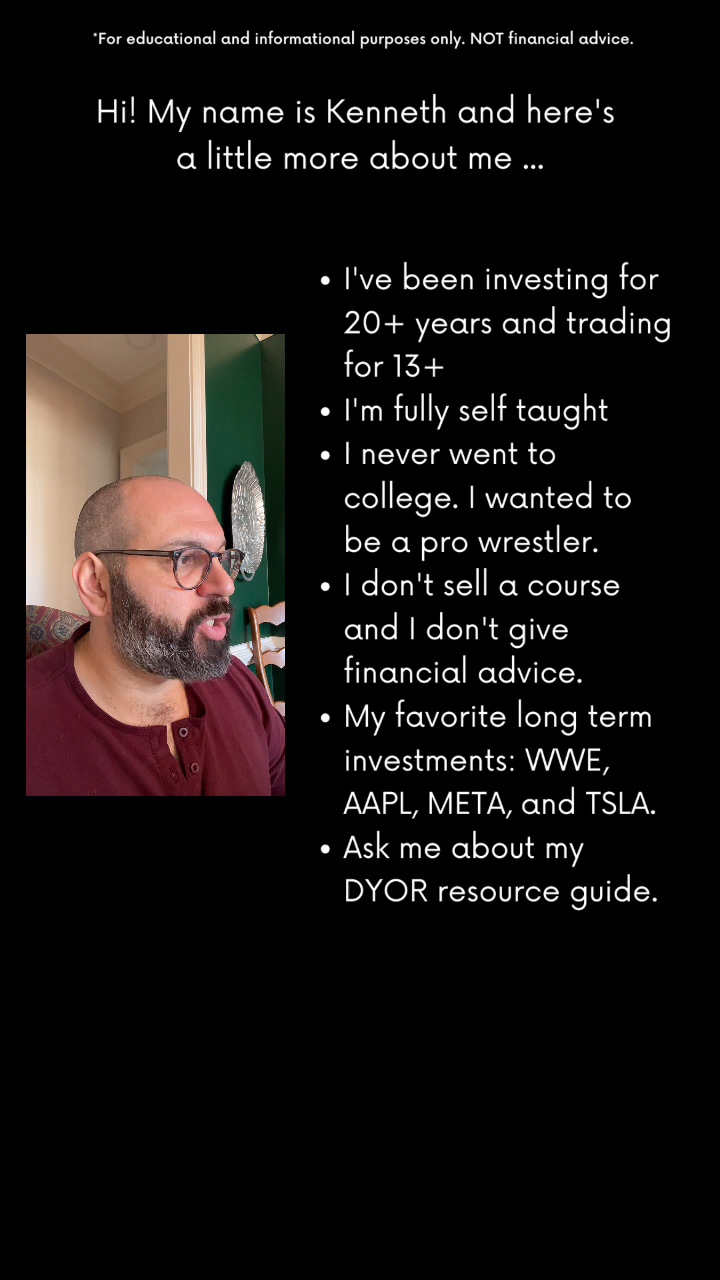 *For educational and informational purposes only. NOT financial advice.
Hi! My name is Kenneth and here's
a little more about me ...
• I've been investing for
20+ years and trading
for 13+
• I'm fully self taught
• I never went to
college. I wanted to
be a pro wrestler.
• I don't sell a course
and I don't give
financial advice.
• My favorite long term
investments: WWE,
AAPL, META, and TSLA.
• Ask me about my
DYOR resource guide.